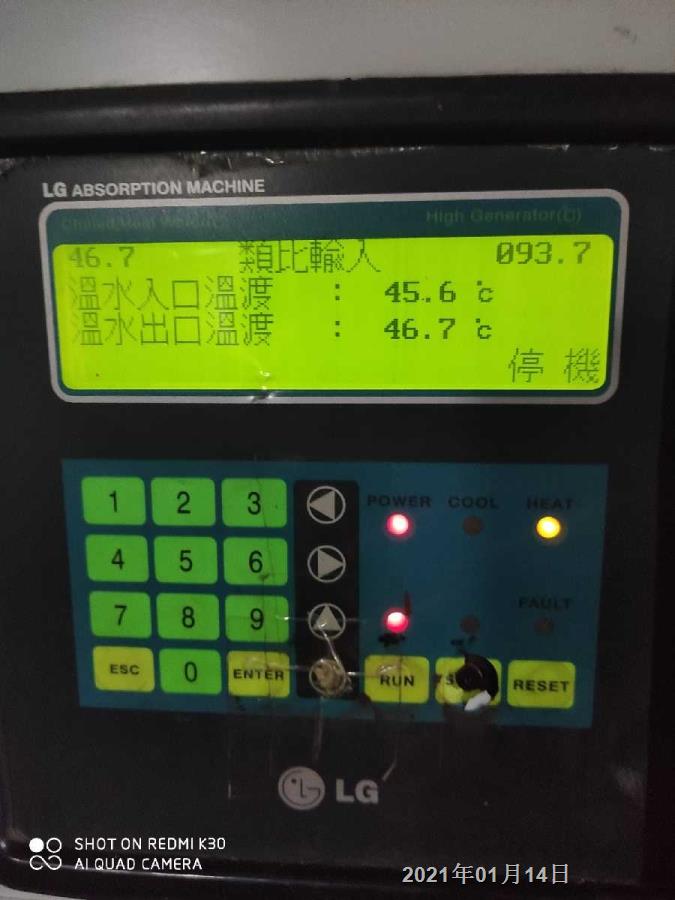 LG ABSORPTION MACHINE
Chilled/Heat Water(℃) High Generator(℃)
46.7 類比輸入 093.7
溫水入口溫渡 : 45.6 ℃
溫水出口溫渡 : 46.7 ℃
停 機
1 2 3
POWER COOL HEAT
4 5 6
7 8 9
FAULT
ESC 0 ENTER RUN RESET
LG
SHOT ON REDMI K30
AI QUAD CAMERA
2021年01月14日